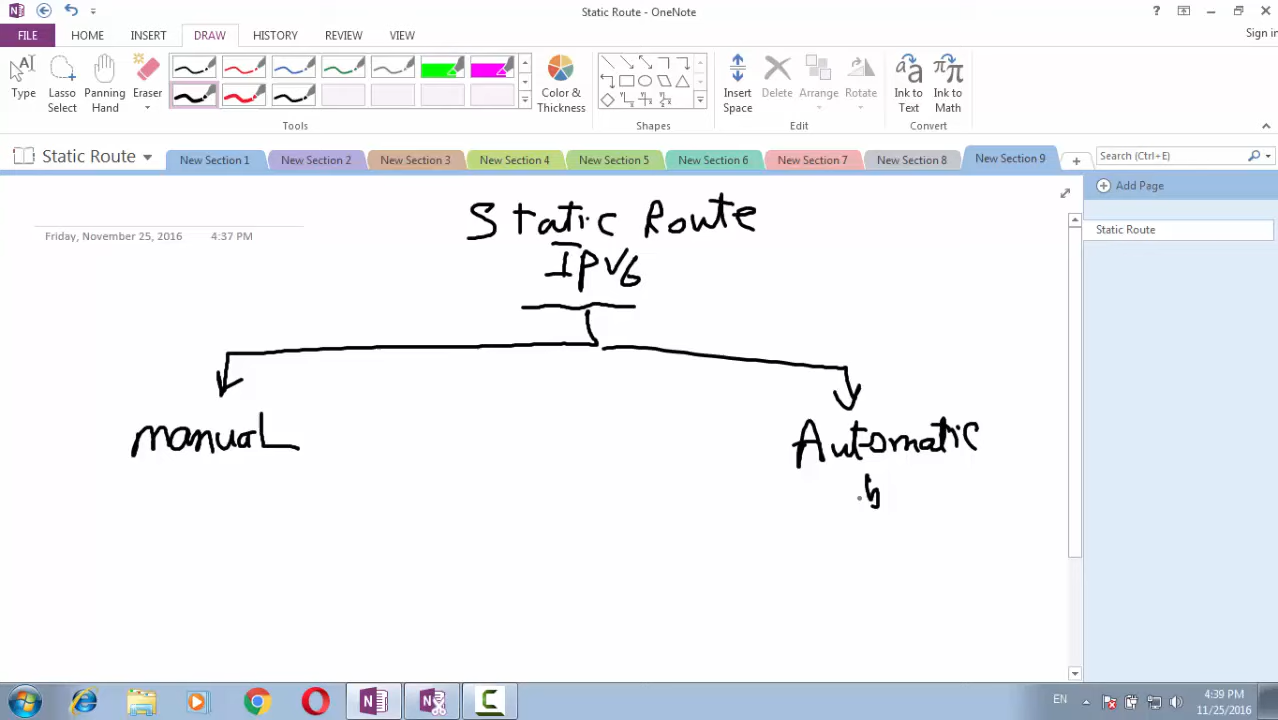 Static Route - OneNote
?
Sign in
FILE HOME INSERT DRAW HISTORY REVIEW VIEW
Type
Lasso Select
Panning Hand
Eraser
Color & Thickness
Insert Space
Delete
Arrange
Rotate
Ink to Text
Ink to Math
Tools
Shapes
Edit
Convert
Static Route
New Section 1 New Section 2 New Section 3 New Section 4 New Section 5 New Section 6 New Section 7 New Section 8 New Section 9
Search (Ctrl+E)
Add Page
Static Route
Friday, November 25, 2016 4:37 PM
Static Route
IPV6
manual
Automatic
EN
4:39 PM
11/25/2016